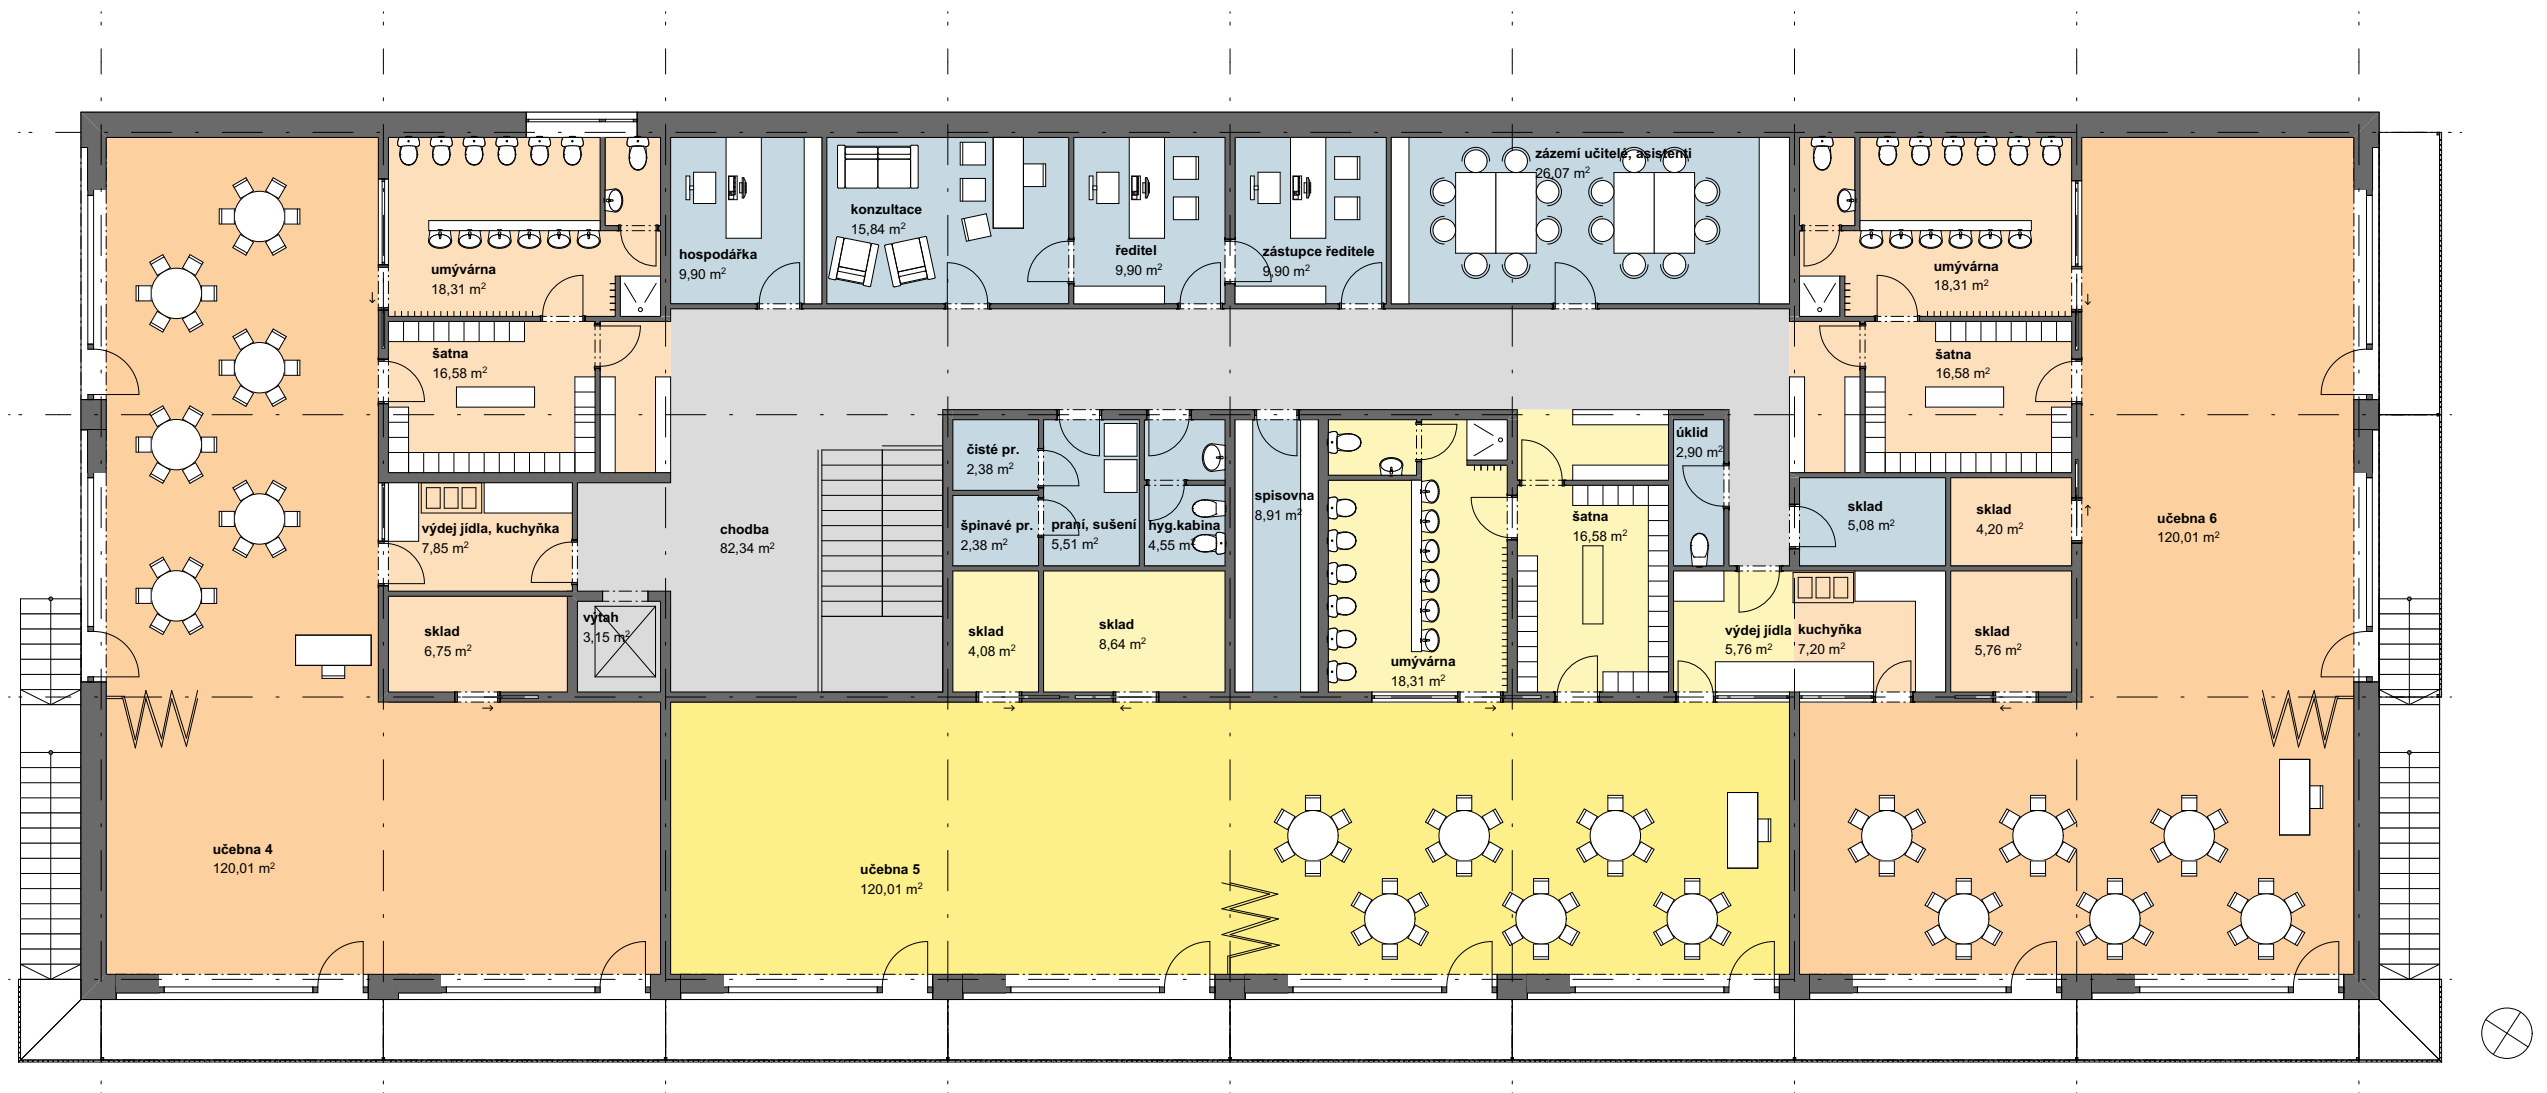 zázemí učitelé, asistenti
26,07 m²
konzultace
15,84 m²
hospodářka
9,90 m²
ředitel
9,90 m²
zástupce ředitele
9,90 m²
umývárna
18,31 m²
umývárna
18,31 m²
šatna
16,58 m²
šatna
16,58 m²
čisté pr.
2,38 m²
úklid
2,90 m²
výdej jídla, kuchyňka
7,85 m²
chodba
82,34 m²
špinavé pr.
2,38 m²
praní, sušení
5,51 m²
hyg.kabina
4,55 m²
spisovna
8,91 m²
šatna
16,58 m²
sklad
5,08 m²
sklad
4,20 m²
učebna 6
120,01 m²
sklad
6,75 m²
výtah
3,15 m²
sklad
4,08 m²
sklad
8,64 m²
umývárna
18,31 m²
výdej jídla kuchyňka
5,76 m² 7,20 m²
sklad
5,76 m²
učebna 4
120,01 m²
učebna 5
120,01 m²